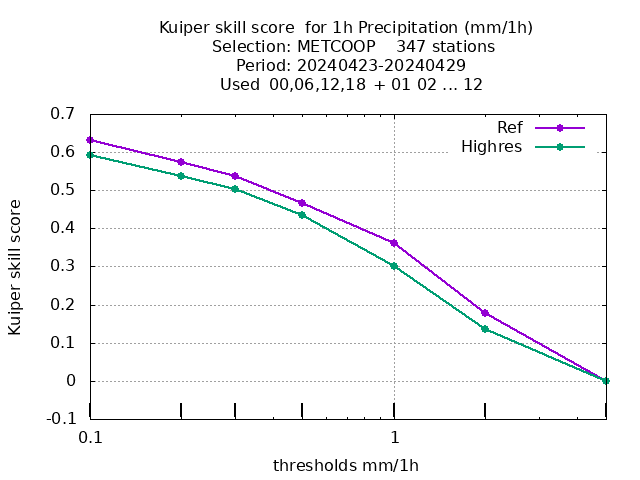 Kuiper skill score  for 1h Precipitation (mm/1h)
Selection: METCOOP    347 stations
Period: 20240423-20240429
Used  00,06,12,18  + 01 02 ... 12
Ref
Highres
0.7
0.6
0.5
0.4
0.3
0.2
0.1
0
-0.1
Kuiper skill score
0.1
1
thresholds mm/1h